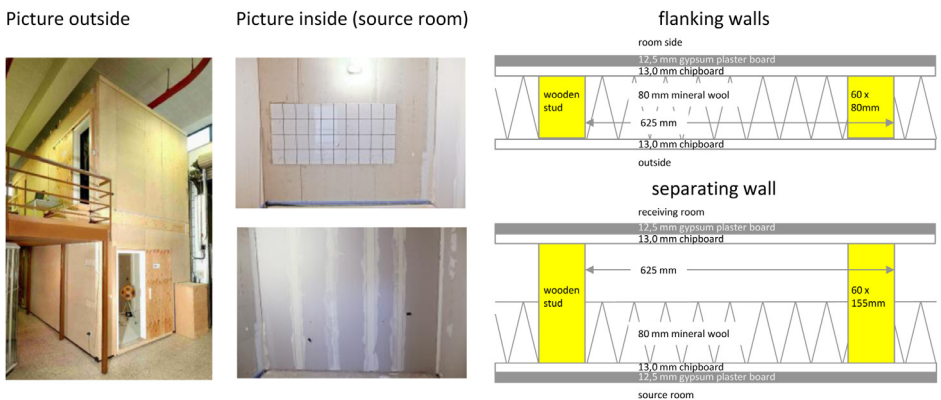 Picture outside
Picture inside (source room)
flanking walls
room side
12,5 mm gypsum plaster board
13,0 mm chipboard
wooden
stud
80 mm mineral wool
60 x
80mm
625 mm
13,0 mm chipboard
outside
separating wall
receiving room
12,5 mm gypsum plaster board
13,0 mm chipboard
625 mm
wooden
stud
60 x
155mm
80 mm mineral wool
13,0 mm chipboard
12,5 mm gypsum plaster board
source room